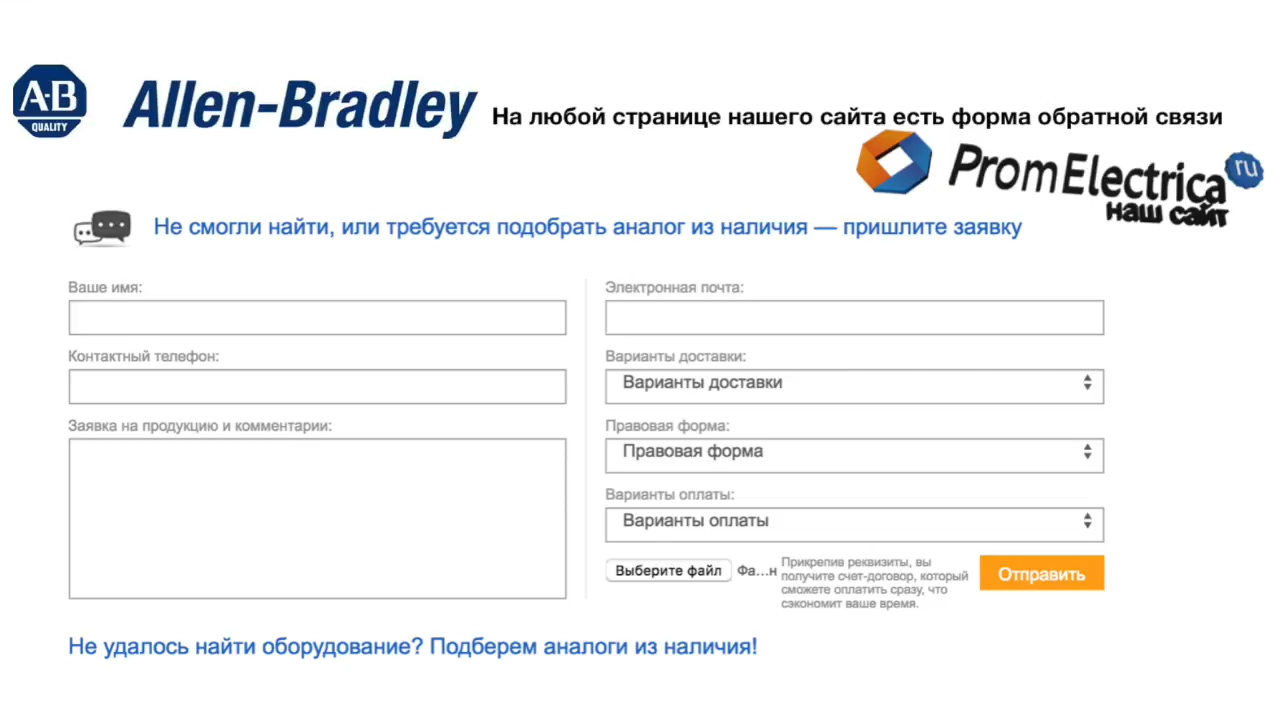 A-B
QUALITY
Allen-Bradley
На любой странице нашего сайта есть форма обратной связи
PromElectrica ru
наш сайт
Не смогли найти, или требуется подобрать аналог из наличия — пришлите заявку
Ваше имя:
Электронная почта:
Контактный телефон:
Варианты доставки:
Варианты доставки
Заявка на продукцию и комментарии:
Правовая форма:
Правовая форма
Варианты оплаты:
Варианты оплаты
Выберите файл Фа...н
Прикрепив реквизиты, вы
получите счет-договор, который
сможете оплатить сразу, что
сэкономит ваше время.
Отправить
Не удалось найти оборудование? Подберем аналоги из наличия!